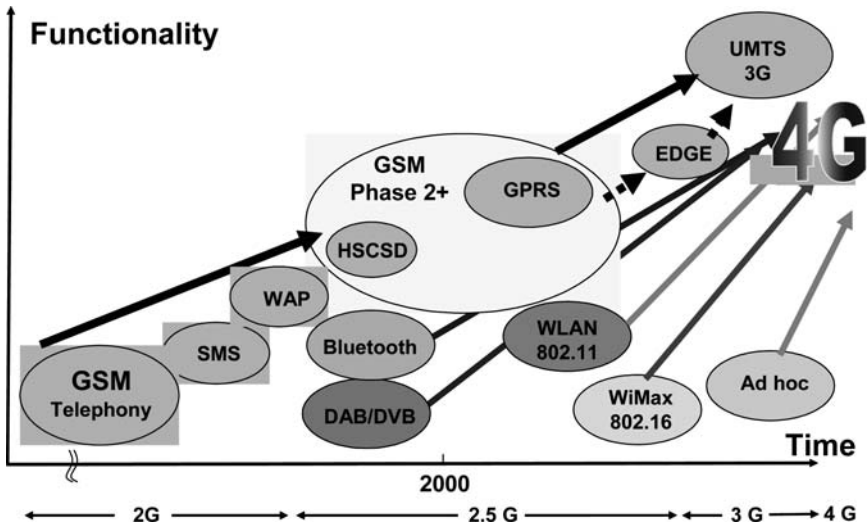 Functionality
UMTS
3G
4G
EDGE
GSM
Phase 2+
GPRS
HSCSD
WAP
SMS
GSM
Telephony
Bluetooth
DAB/DVB
WLAN
802.11
WiMax
802.16
Ad hoc
Time
2000
2G
2.5 G
3 G
4 G